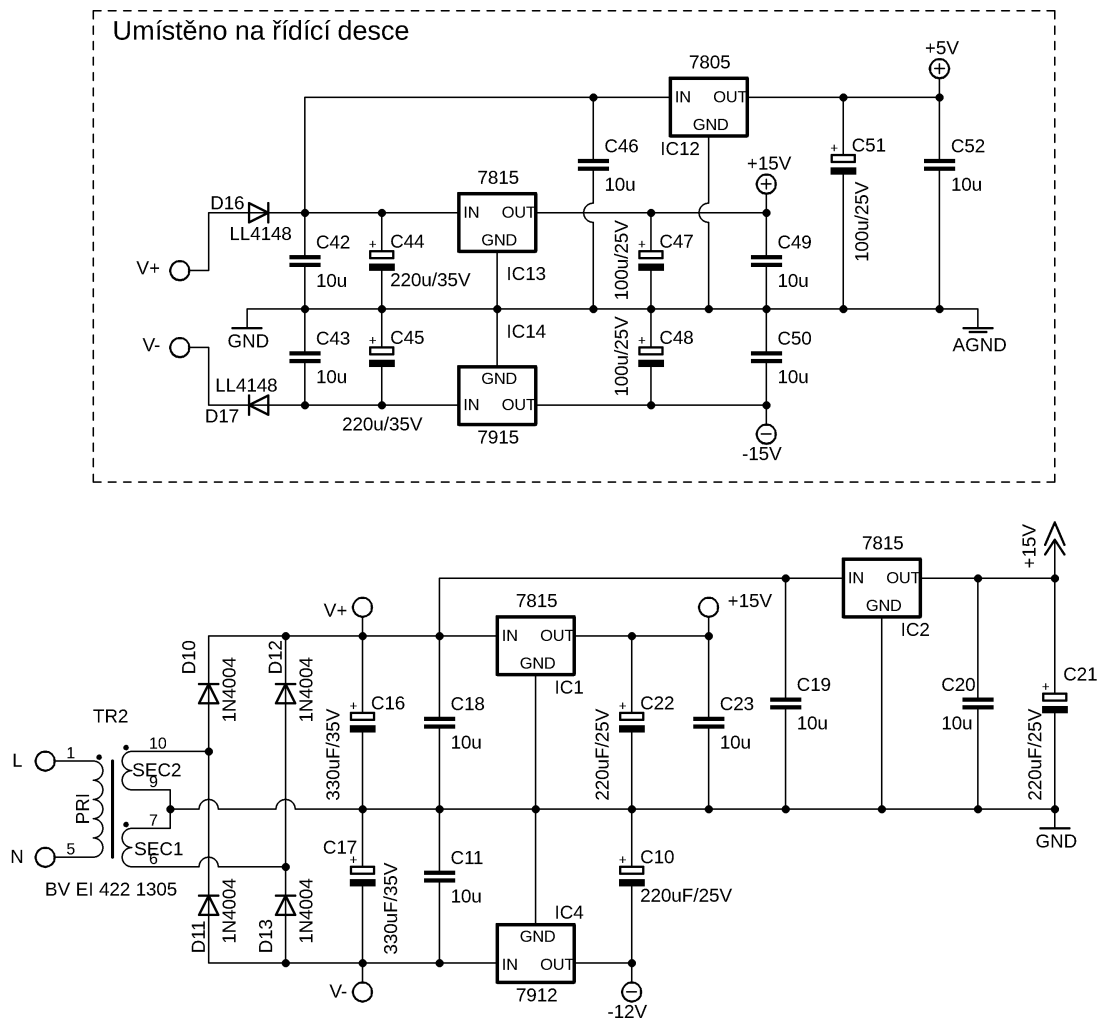 Umístěno na řídící desce
+5V
7805
IN OUT
GND
IC12
C46
10u
+
C51
100u/25V
C52
10u
+15V
7815
D16
LL4148
IN OUT
GND
IC13
V+
C42
10u
+
C44
220u/35V
100u/25V
+
C47
C49
10u
GND
AGND
V-
C43
10u
+
C45
220u/35V
IC14
100u/25V
+
C48
C50
10u
LL4148
D17
GND
IN OUT
7915
-15V
+15V
7815
IN OUT
GND
IC2
V+
7815
+15V
IN OUT
GND
IC1
D10
1N4004
D12
1N4004
+
C16
330uF/35V
C18
10u
+
C22
220uF/25V
C23
10u
C19
10u
C20
10u
+
C21
220uF/25V
TR2
L
1
10
SEC2
9
PRI
7
SEC1
6
N
5
BV EI 422 1305
GND
C17
+
330uF/35V
C11
10u
+
C10
220uF/25V
D11
1N4004
D13
1N4004
IC4
GND
IN OUT
7912
V-
-12V